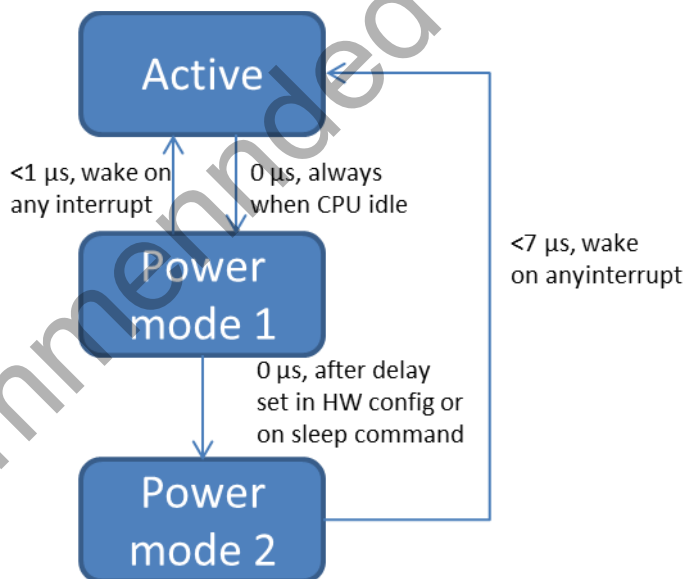 Active
<1 µs, wake on
any interrupt
0 µs, always
when CPU idle
Power
mode 1
<7 µs, wake
on anyinterrupt
0 µs, after delay
set in HW config or
on sleep command
Power
mode 2
mmennded